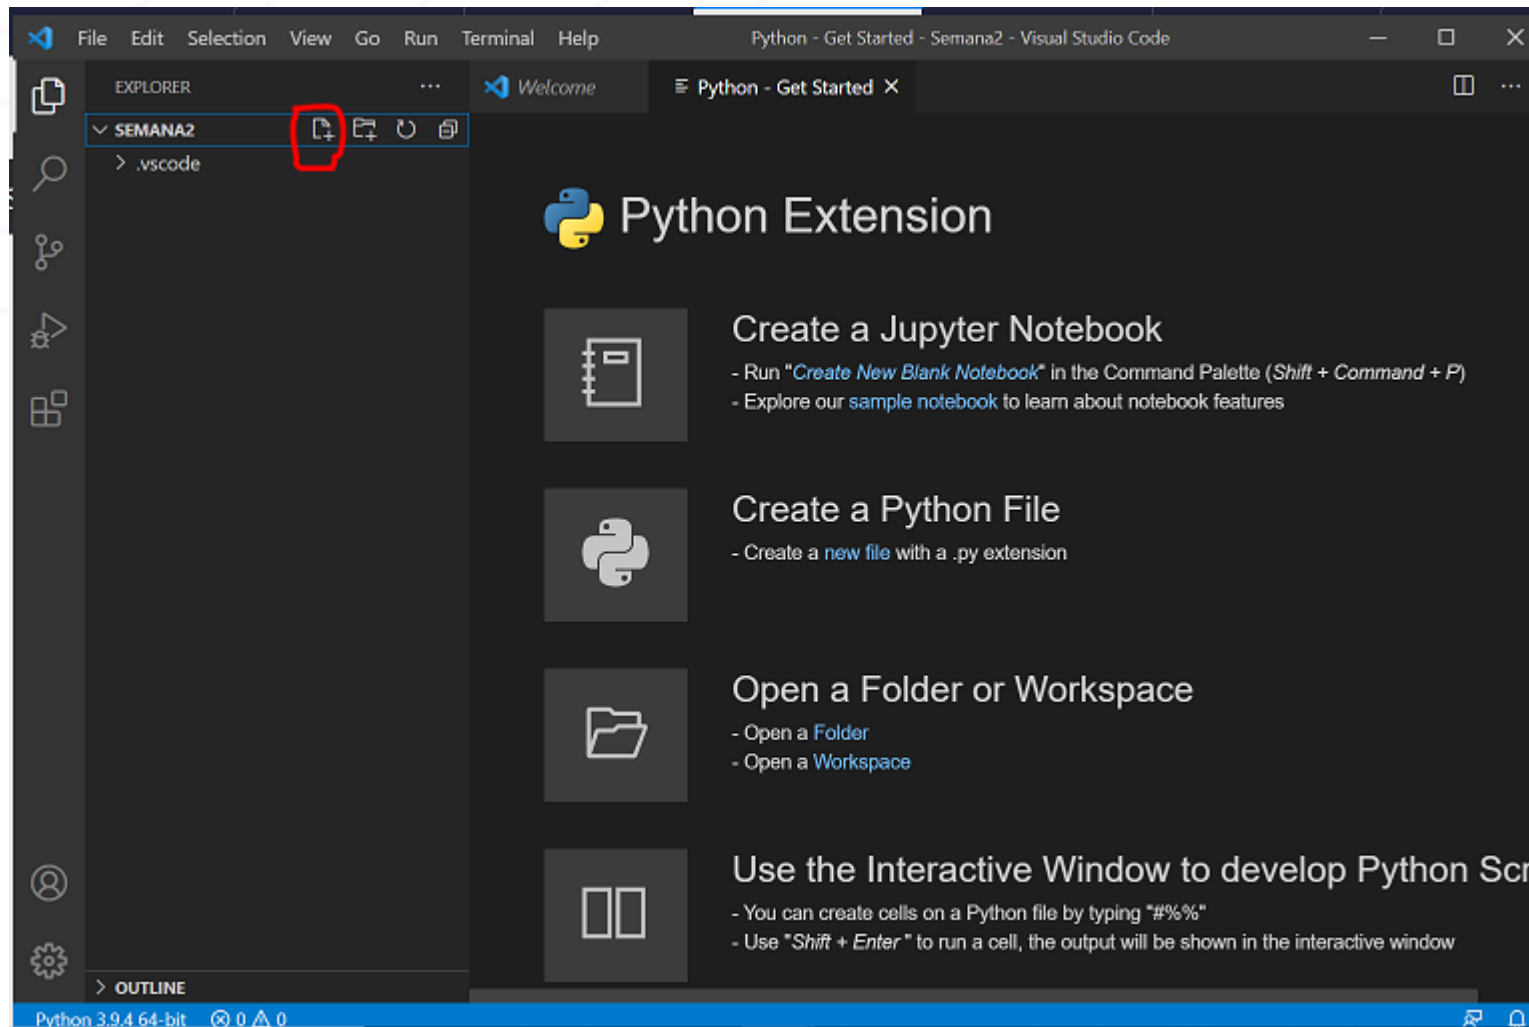 File Edit Selection View Go Run Terminal Help Python - Get Started - Semana2 - Visual Studio Code
EXPLORER
Welcome
Python - Get Started
SEMANA2
.vscode
Python Extension
Create a Jupyter Notebook
- Run "Create New Blank Notebook" in the Command Palette (Shift + Command + P)
- Explore our sample notebook to learn about notebook features
Create a Python File
- Create a new file with a .py extension
Open a Folder or Workspace
- Open a Folder
- Open a Workspace
Use the Interactive Window to develop Python Scr
- You can create cells on a Python file by typing "#%%"
- Use "Shift + Enter " to run a cell, the output will be shown in the interactive window
OUTLINE
Python 3.9.4 64-bit 0 0